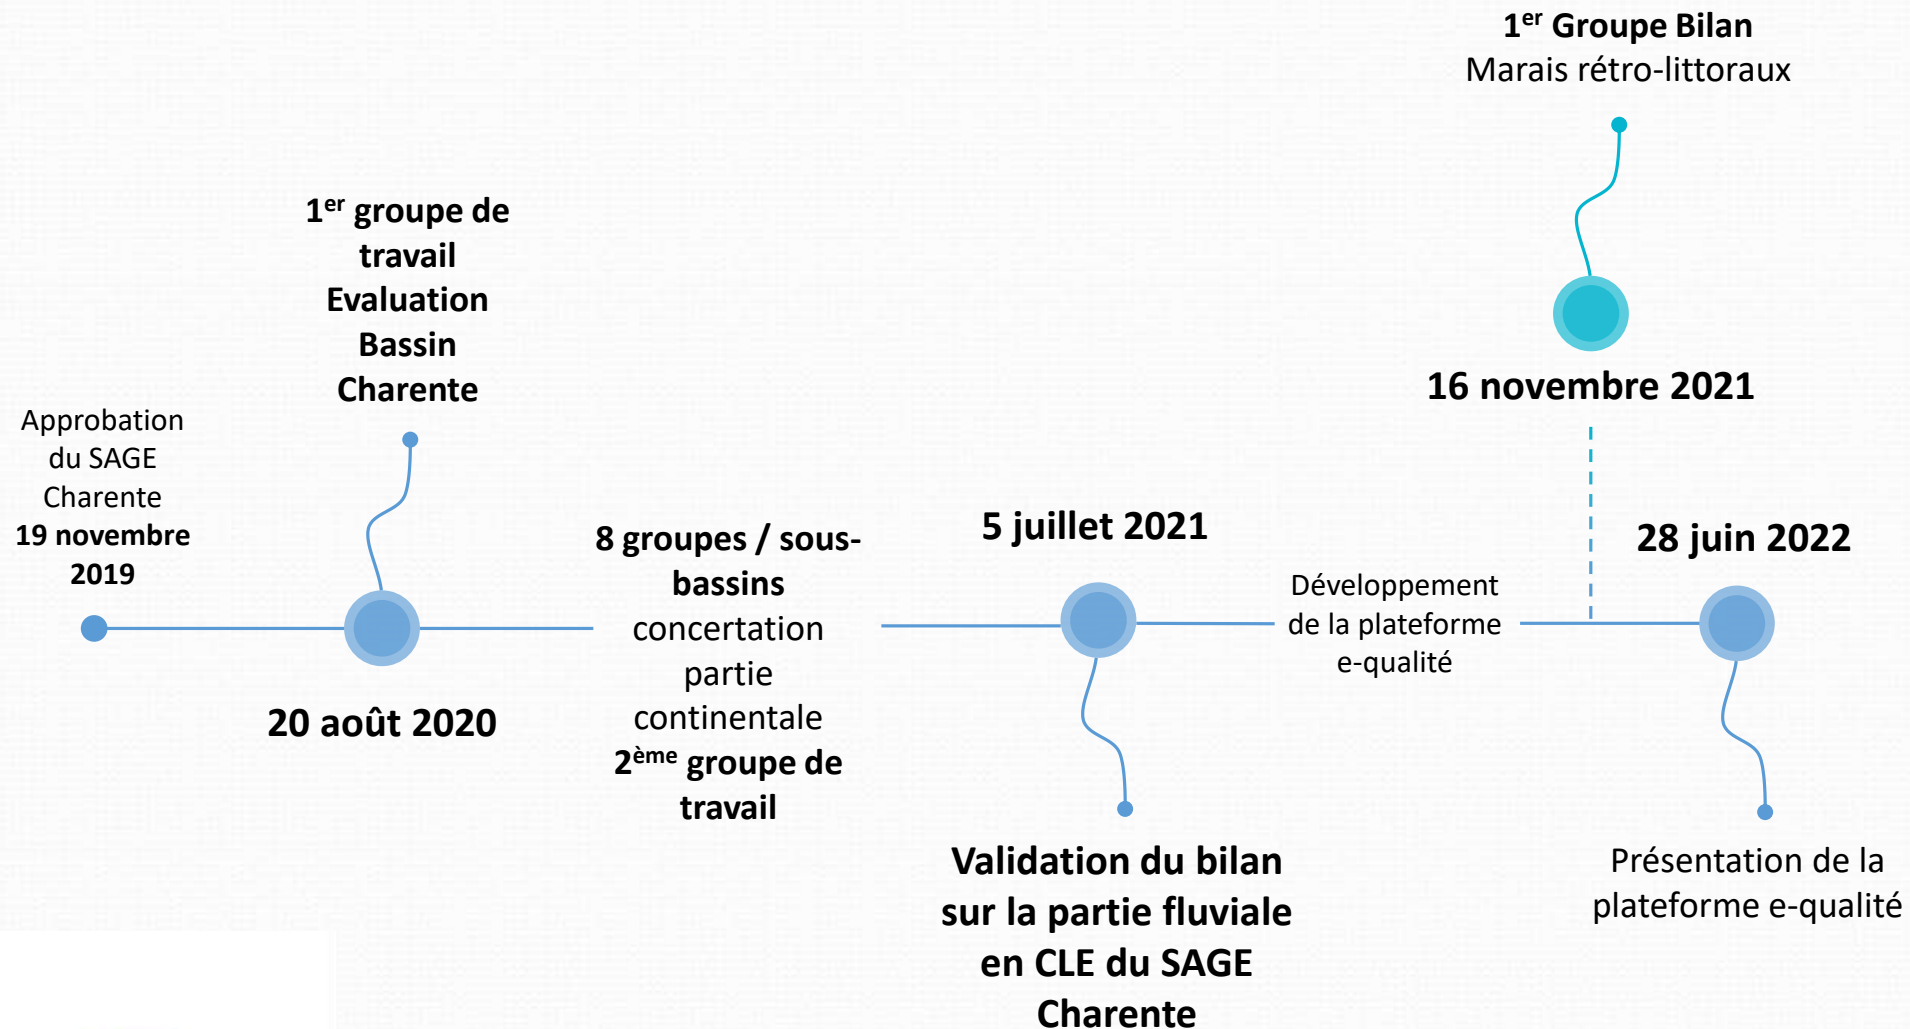 Approbation
du SAGE
Charente
19 novembre
2019
1er groupe de
travail
Evaluation
Bassin
Charente
20 août 2020
8 groupes / sous-
bassins
concertation
partie
continentale
2ème groupe de
travail
5 juillet 2021
Validation du bilan
sur la partie fluviale
en CLE du SAGE
Charente
Développement
de la plateforme
e-qualité
1er Groupe Bilan
Marais rétro-littoraux
16 novembre 2021
28 juin 2022
Présentation de la
plateforme e-qualité